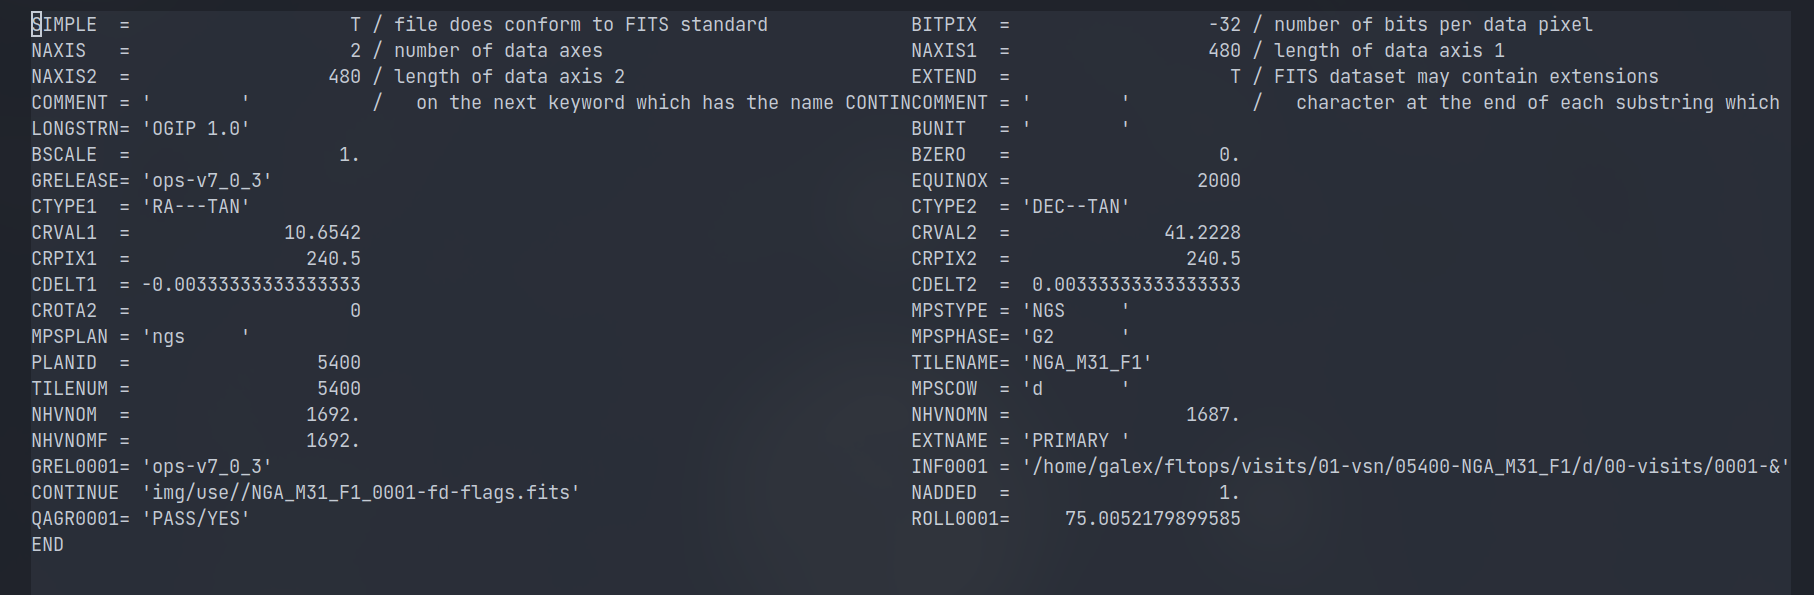 SIMPLE  =                    T / file does conform to FITS standard             BITPIX  =                  -32 / number of bits per data pixel
NAXIS   =                    2 / number of data axes                            NAXIS1  =                  480 / length of data axis 1
NAXIS2  =                  480 / length of data axis 2                          EXTEND  =                    T / FITS dataset may contain extensions
COMMENT = '        '           /   on the next keyword which has the name CONTINCOMMENT = '        '           /   character at the end of each substring which
LONGSTRN= 'OGIP 1.0'                                                            BUNIT   = '        '
BSCALE  =                   1.                                                  BZERO   =                   0.
GRELEASE= 'ops-v7_0_3'                                                          EQUINOX =                 2000
CTYPE1  = 'RA---TAN'                                                            CTYPE2  = 'DEC--TAN'
CRVAL1  =              10.6542                                                  CRVAL2  =              41.2228
CRPIX1  =                240.5                                                  CRPIX2  =                240.5
CDELT1  = -0.00333333333333333                                                  CDELT2  =  0.00333333333333333
CROTA2  =                    0                                                  MPSTYPE = 'NGS     '
MPSPLAN = 'ngs     '                                                            MPSPHASE= 'G2      '
PLANID  =                 5400                                                  TILENAME= 'NGA_M31_F1'
TILENUM =                 5400                                                  MPSCOW  = 'd       '
NHVNOM  =                1692.                                                  NHVNOMN =                1687.
NHVNOMF =                1692.                                                  EXTNAME = 'PRIMARY '
GREL0001= 'ops-v7_0_3'                                                          INF0001 = '/home/galex/fltops/visits/01-vsn/05400-NGA_M31_F1/d/00-visits/0001-&'
CONTINUE  'img/use//NGA_M31_F1_0001-fd-flags.fits'                              NADDED  =                   1.
QAGR0001= 'PASS/YES'                                                            ROLL0001=     75.0052179899585
END